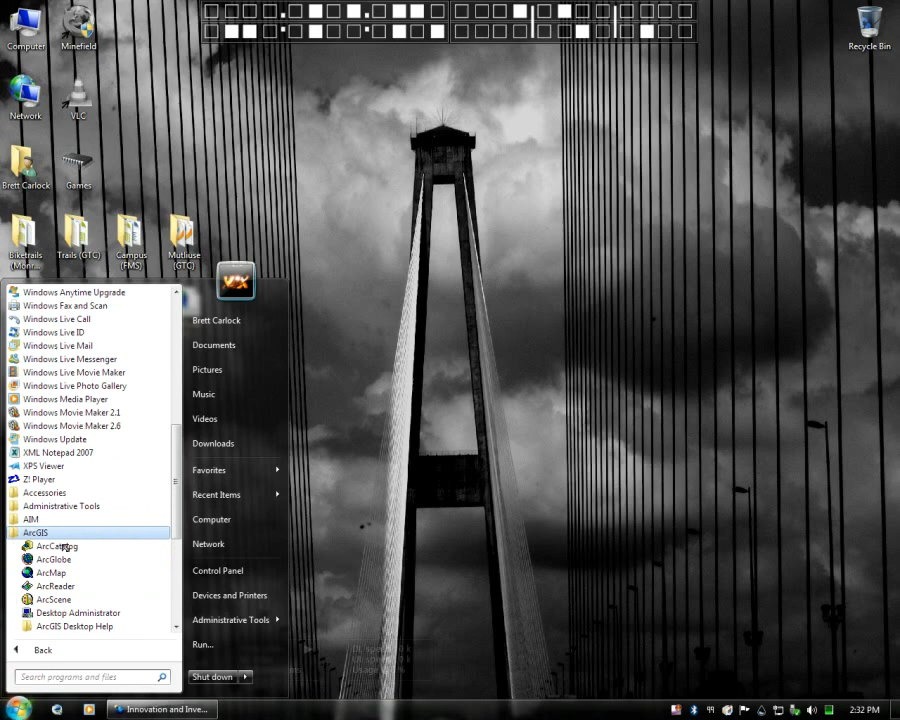 Computer
Minefield
Recycle Bin
Network
VLC
Brett Carlock
Games
Biketrails
(Monr...
Trails (GTC)
Campus
(FMS)
Mutliuse
(GTC)
Windows Anytime Upgrade
Windows Fax and Scan
Windows Live Call
Windows Live ID
Windows Live Mail
Windows Live Messenger
Windows Live Movie Maker
Windows Live Photo Gallery
Windows Media Player
Windows Movie Maker 2.1
Windows Movie Maker 2.6
Windows Update
XML Notepad 2007
XPS Viewer
Z! Player
Accessories
Administrative Tools
AIM
ArcGIS
ArcCatalog
ArcGlobe
ArcMap
ArcReader
ArcScene
Desktop Administrator
ArcGIS Desktop Help
Back
Search programs and files
Brett Carlock
Documents
Pictures
Music
Videos
Downloads
Favorites
Recent Items
Computer
Network
Control Panel
Devices and Printers
Administrative Tools
Run...
Shut down
Innovation and Inve...
2:32 PM